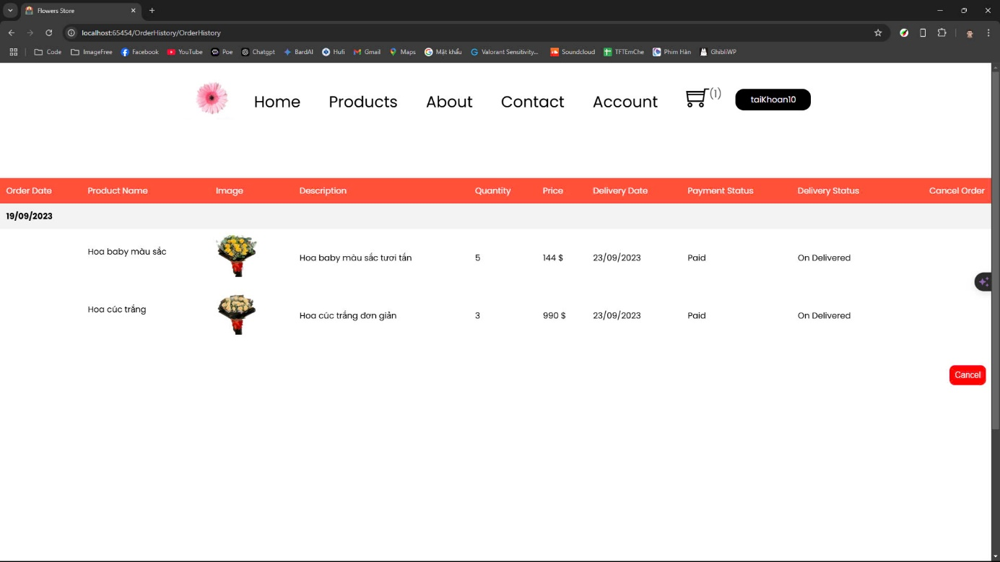 Flowers Store
localhost:65454/OrderHistory/OrderHistory
Code ImageFree Facebook YouTube Poe Chatgpt BardAI Hufi Gmail Maps Mật khẩu Valorant Sensitivity... Soundcloud TFTEmChe Phim Hàn GhibliWP
Home Products About Contact Account (1) taiKhoan10
Order Date Product Name Image Description Quantity Price Delivery Date Payment Status Delivery Status Cancel Order
19/09/2023
Hoa baby màu sắc Hoa baby màu sắc tươi tắn 5 144 $ 23/09/2023 Paid On Delivered
Hoa cúc trắng Hoa cúc trắng đơn giản 3 990 $ 23/09/2023 Paid On Delivered
Cancel